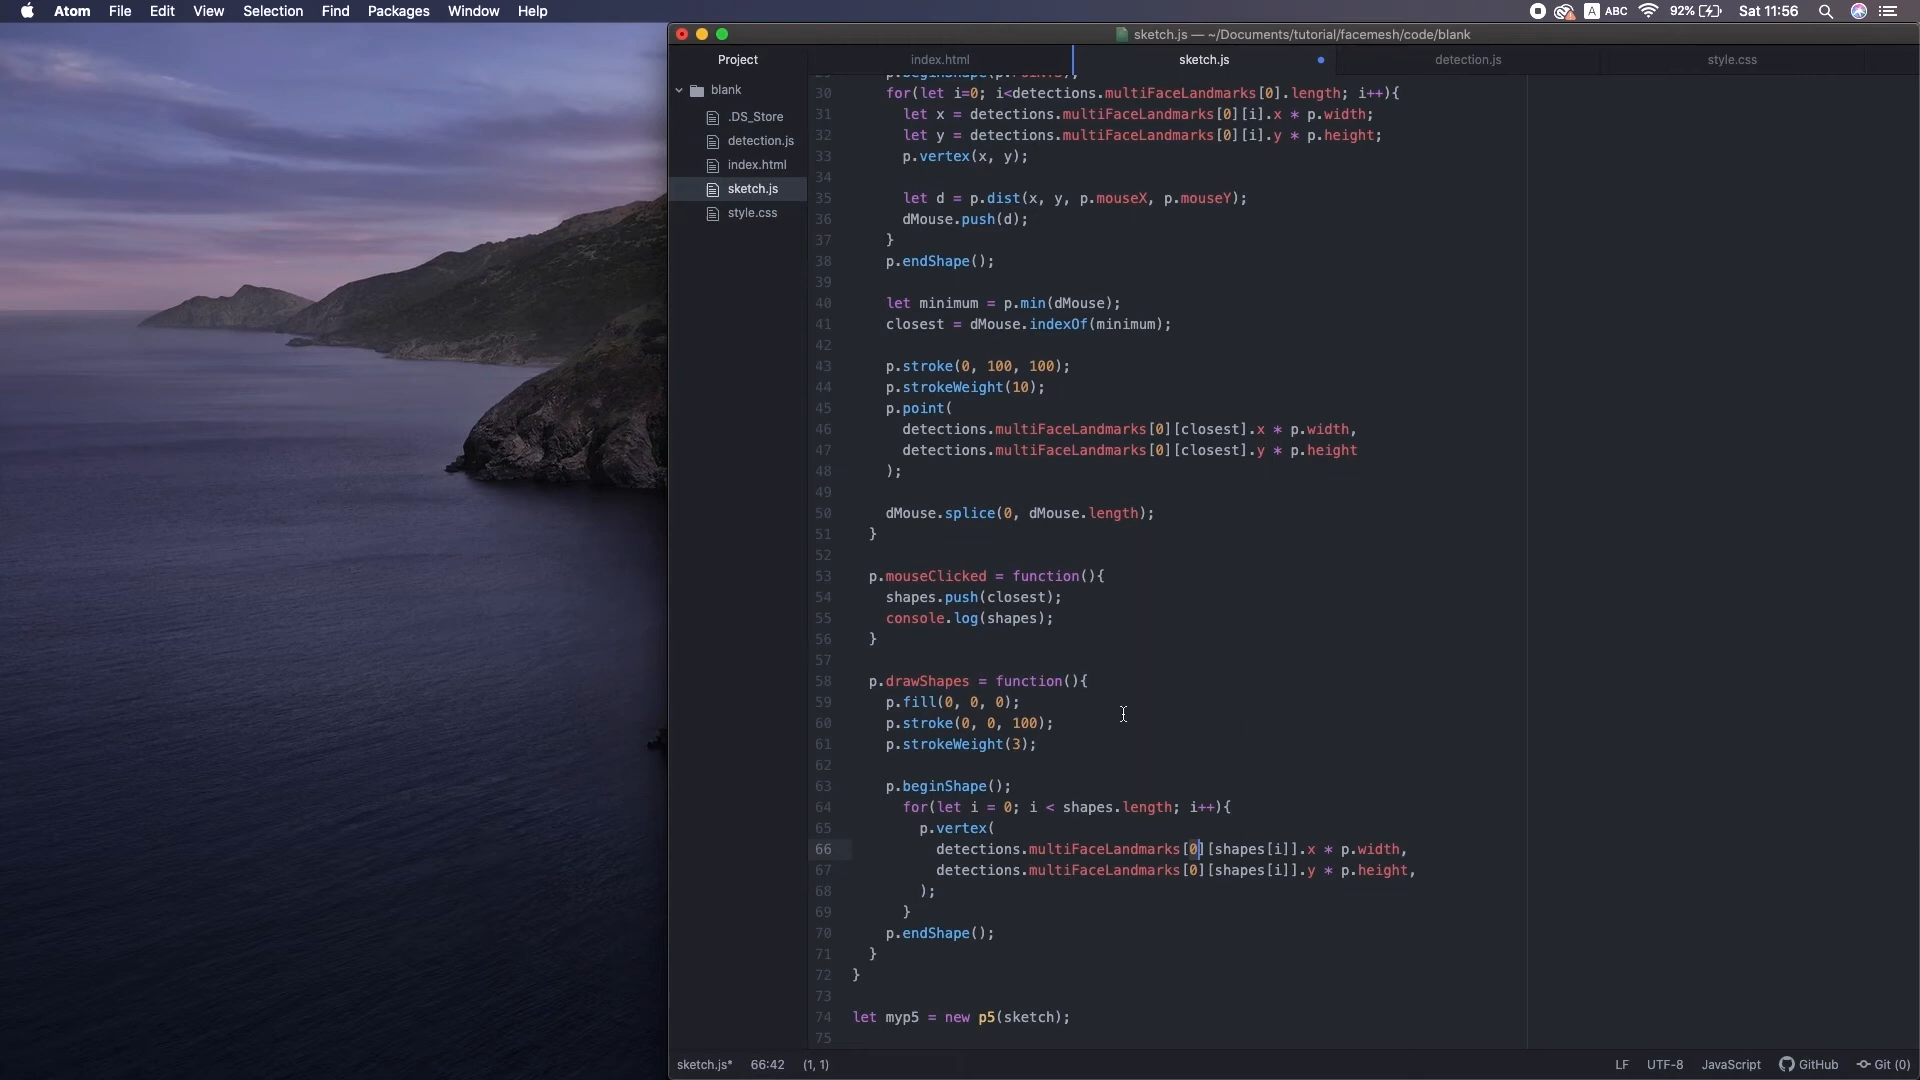 Atom File Edit View Selection Find Packages Window Help
A ABC 92% Sat 11:56
sketch.js — ~/Documents/tutorial/facemesh/code/blank
Project
index.html
sketch.js
detection.js
style.css
blank
.DS_Store
detection.js
index.html
sketch.js
style.css
30 for(let i=0; i<detections.multiFaceLandmarks[0].length; i++){
31 let x = detections.multiFaceLandmarks[0][i].x * p.width;
32 let y = detections.multiFaceLandmarks[0][i].y * p.height;
33 p.vertex(x, y);
34
35 let d = p.dist(x, y, p.mouseX, p.mouseY);
36 dMouse.push(d);
37 }
38 p.endShape();
39
40 let minimum = p.min(dMouse);
41 closest = dMouse.indexOf(minimum);
42
43 p.stroke(0, 100, 100);
44 p.strokeWeight(10);
45 p.point(
46 detections.multiFaceLandmarks[0][closest].x * p.width,
47 detections.multiFaceLandmarks[0][closest].y * p.height
48 );
49
50 dMouse.splice(0, dMouse.length);
51 }
52
53 p.mouseClicked = function(){
54 shapes.push(closest);
55 console.log(shapes);
56 }
57
58 p.drawShapes = function(){
59 p.fill(0, 0, 0);
60 p.stroke(0, 0, 100);
61 p.strokeWeight(3);
62
63 p.beginShape();
64 for(let i = 0; i < shapes.length; i++){
65 p.vertex(
66 detections.multiFaceLandmarks[0][shapes[i]].x * p.width,
67 detections.multiFaceLandmarks[0][shapes[i]].y * p.height,
68 );
69 }
70 p.endShape();
71 }
72 }
73
74 let myp5 = new p5(sketch);
75
sketch.js* 66:42 (1, 1) LF UTF-8 JavaScript GitHub Git (0)